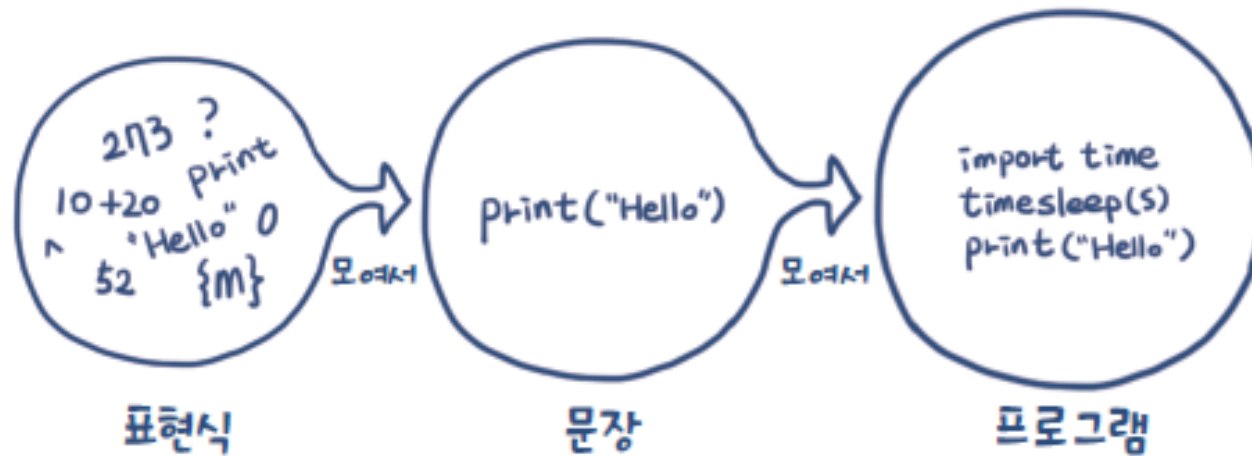 273 ?
print
10+20
"Hello" 0
^
52 {m}
모여서
print("Hello")
모여서
import time
timesleep(5)
print("Hello")
표현식
문장
프로그램